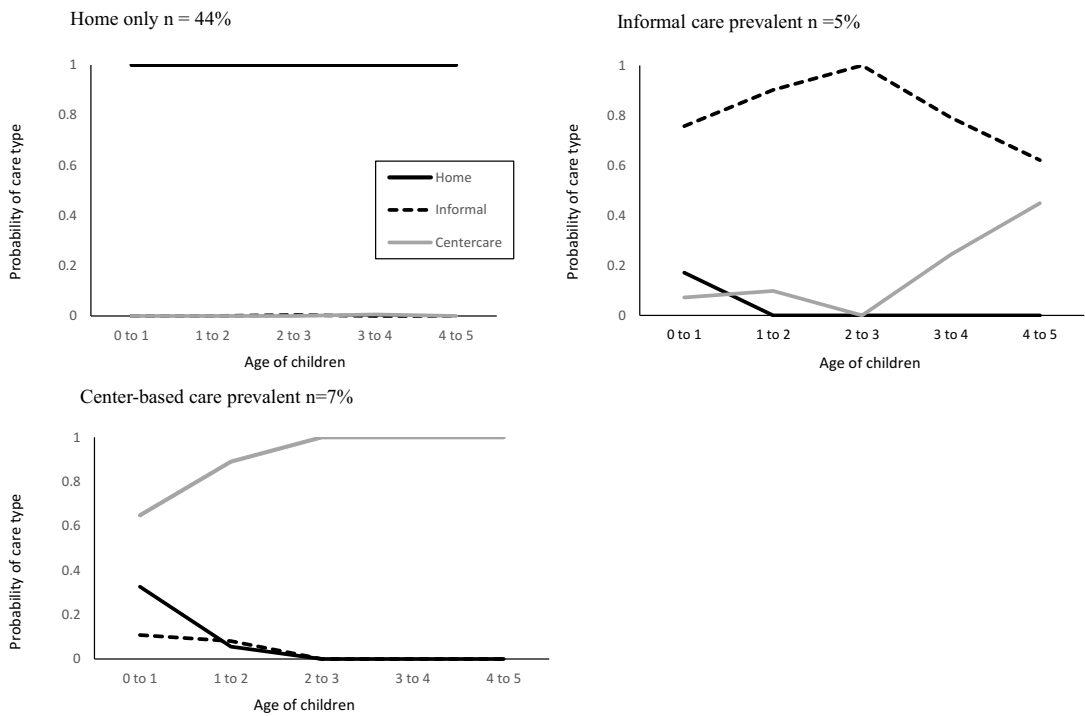 Home only n = 44%
Probability of care type
1
0.8
0.6
0.4
0.2
0
Home
Informal
Centercare
0 to 1 1 to 2 2 to 3 3 to 4 4 to 5
Age of children
Informal care prevalent n =5%
Probability of care type
1
0.8
0.6
0.4
0.2
0
0 to 1 1 to 2 2 to 3 3 to 4 4 to 5
Age of children
Center-based care prevalent n=7%
Probability of care type
1
0.8
0.6
0.4
0.2
0
0 to 1 1 to 2 2 to 3 3 to 4 4 to 5
Age of children